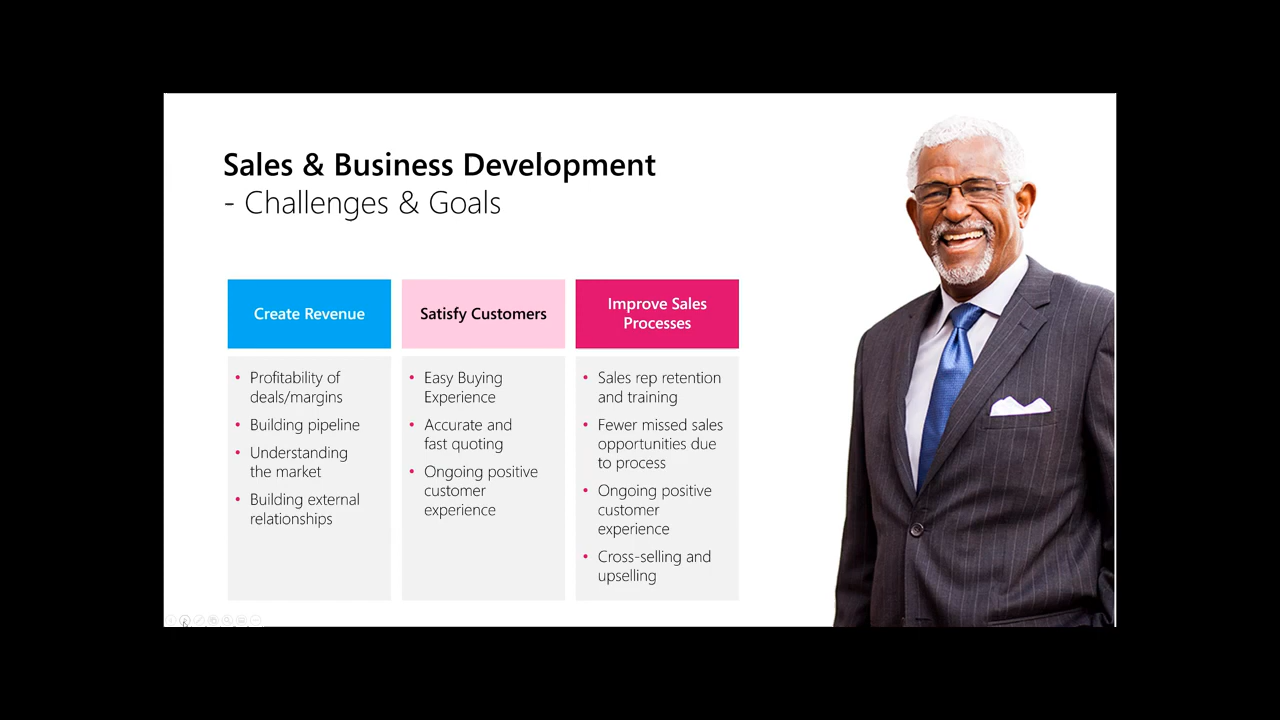 Sales & Business Development
- Challenges & Goals
Create Revenue
• Profitability of
deals/margins
• Building pipeline
• Understanding
the market
• Building external
relationships
Satisfy Customers
• Easy Buying
Experience
• Accurate and
fast quoting
• Ongoing positive
customer
experience
Improve Sales
Processes
• Sales rep retention
and training
• Fewer missed sales
opportunities due
to process
• Ongoing positive
customer
experience
• Cross-selling and
upselling